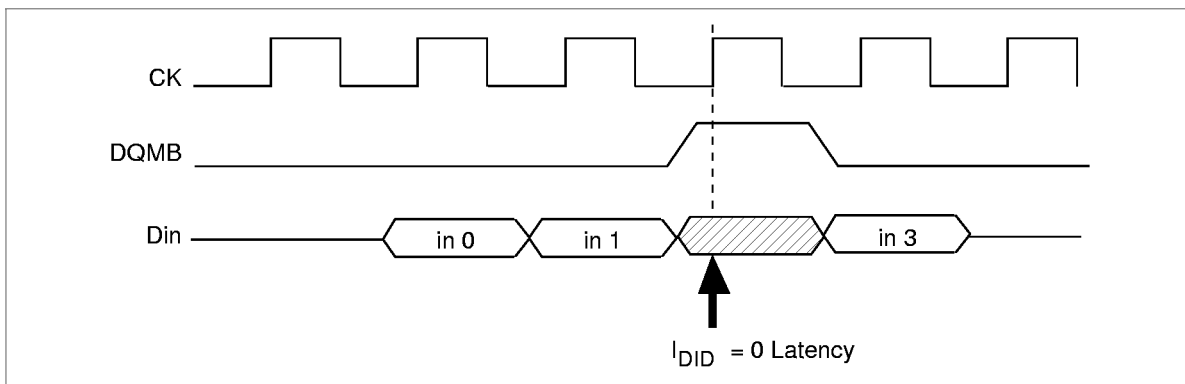 CK
DQMB
Din
in 0
in 1
in 3
IDID = 0 Latency